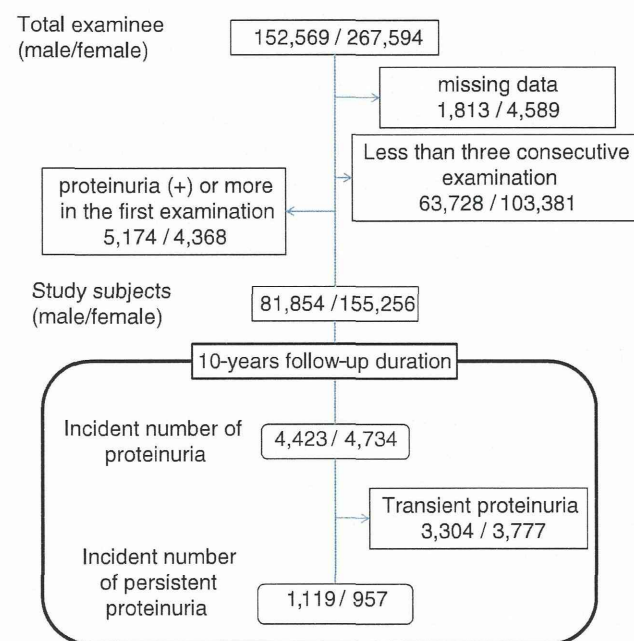 Total examinee
(male/female)
152,569 / 267,594
missing data
1,813 / 4,589
Less than three consecutive
examination
63,728 / 103,381
proteinuria (+) or more
in the first examination
5,174 / 4,368
Study subjects
(male/female)
81,854 / 155,256
10-years follow-up duration
Incident number of
proteinuria
4,423 / 4,734
Transient proteinuria
3,304 / 3,777
Incident number
of persistent
proteinuria
1,119 / 957